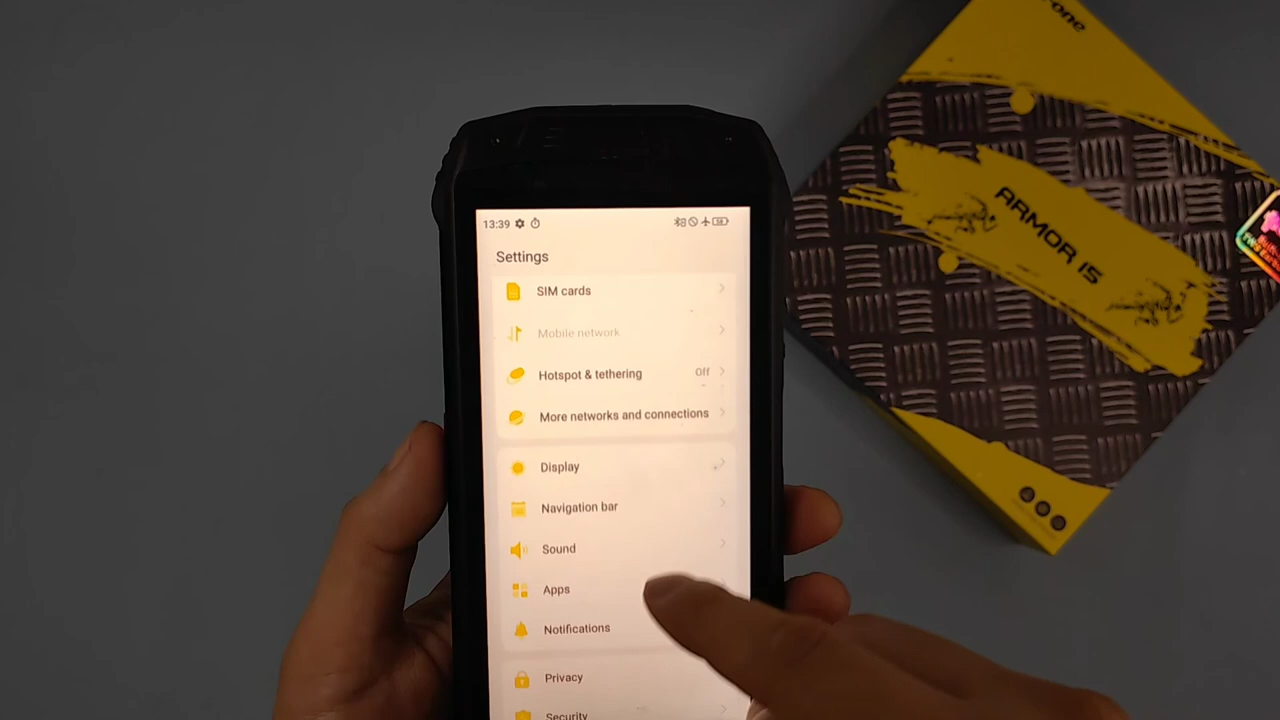 13:39
Settings
SIM cards
Mobile network
Hotspot & tethering Off
More networks and connections
Display
Navigation bar
Sound
Apps
Notifications
Privacy
Security
ARMOR 15